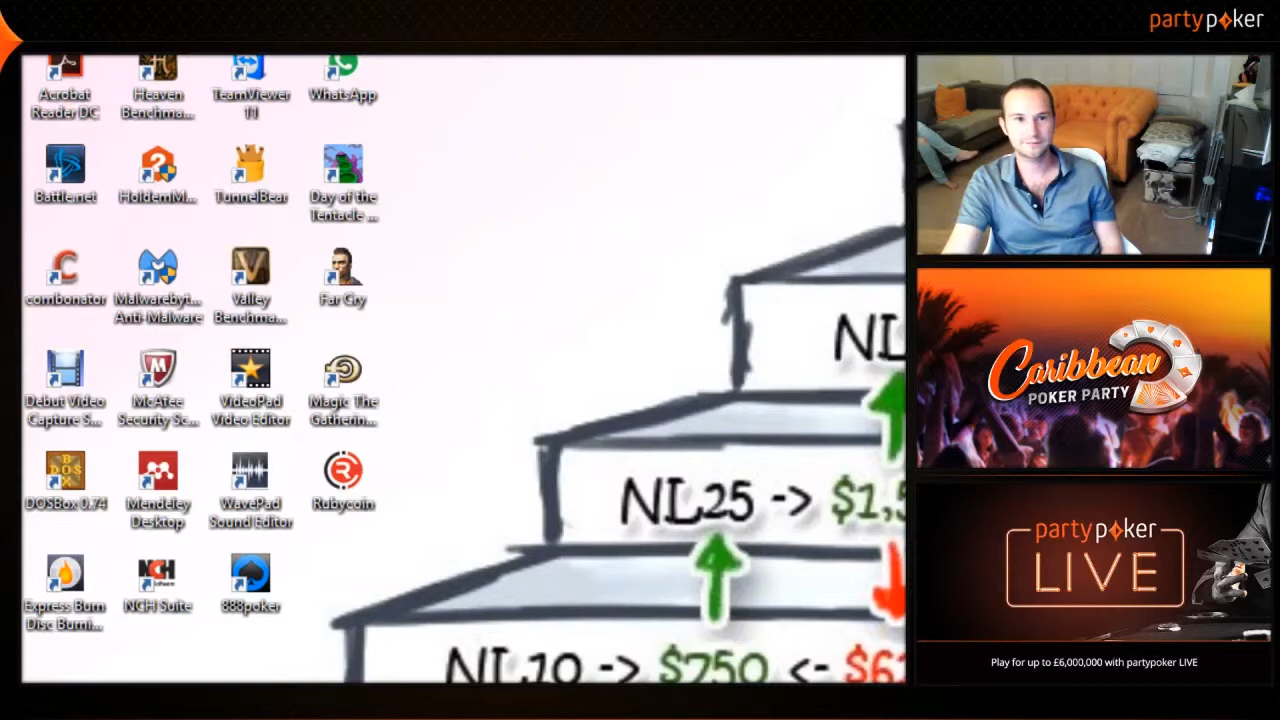 partypoker
Acrobat
Reader DC
Heaven
Benchma...
TeamViewer
11
WhatsApp
Battle.net
HoldemM...
TunnelBear
Day of the
Tentacle ...
combonator
Malwarebyt...
Anti-Malware
Valley
Benchma...
Far Cry
Debut Video
Capture S...
McAfee
Security Sc...
VideoPad
Video Editor
Magic The
Gatherin...
DOSBox 0.74
Mendeley
Desktop
WavePad
Sound Editor
Rubycoin
Express Burn
Disc Burni...
NCH Suite
888poker
NL
NL25 -> $1,5
NL10 -> $750 <- $6
Caribbean
POKER PARTY
partypoker
LIVE
Play for up to £6,000,000 with partypoker LIVE